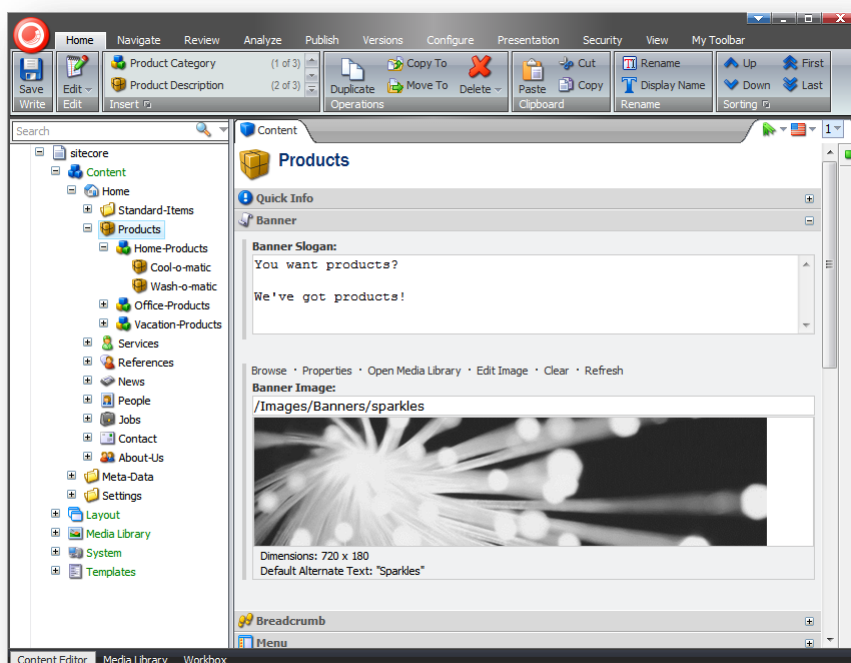 Home Navigate Review Analyze Publish Versions Configure Presentation Security View My Toolbar
Save
Write
Edit
Edit
Product Category (1 of 3)
Product Description (2 of 3)
Insert
Duplicate
Copy To
Move To
Delete
Operations
Paste
Cut
Copy
Clipboard
Rename
Display Name
Rename
Up First
Down Last
Sorting
Search
sitecore
Content
Home
Standard-Items
Products
Home-Products
Cool-o-matic
Wash-o-matic
Office-Products
Vacation-Products
Services
References
News
People
Jobs
Contact
About-Us
Meta-Data
Settings
Layout
Media Library
System
Templates
Content
1
Products
Quick Info
Banner
Banner Slogan:
You want products?
We've got products!
Browse · Properties · Open Media Library · Edit Image · Clear · Refresh
Banner Image:
/Images/Banners/sparkles
Dimensions: 720 x 180
Default Alternate Text: "Sparkles"
Breadcrumb
Menu
Content Editor Media Library Workbox